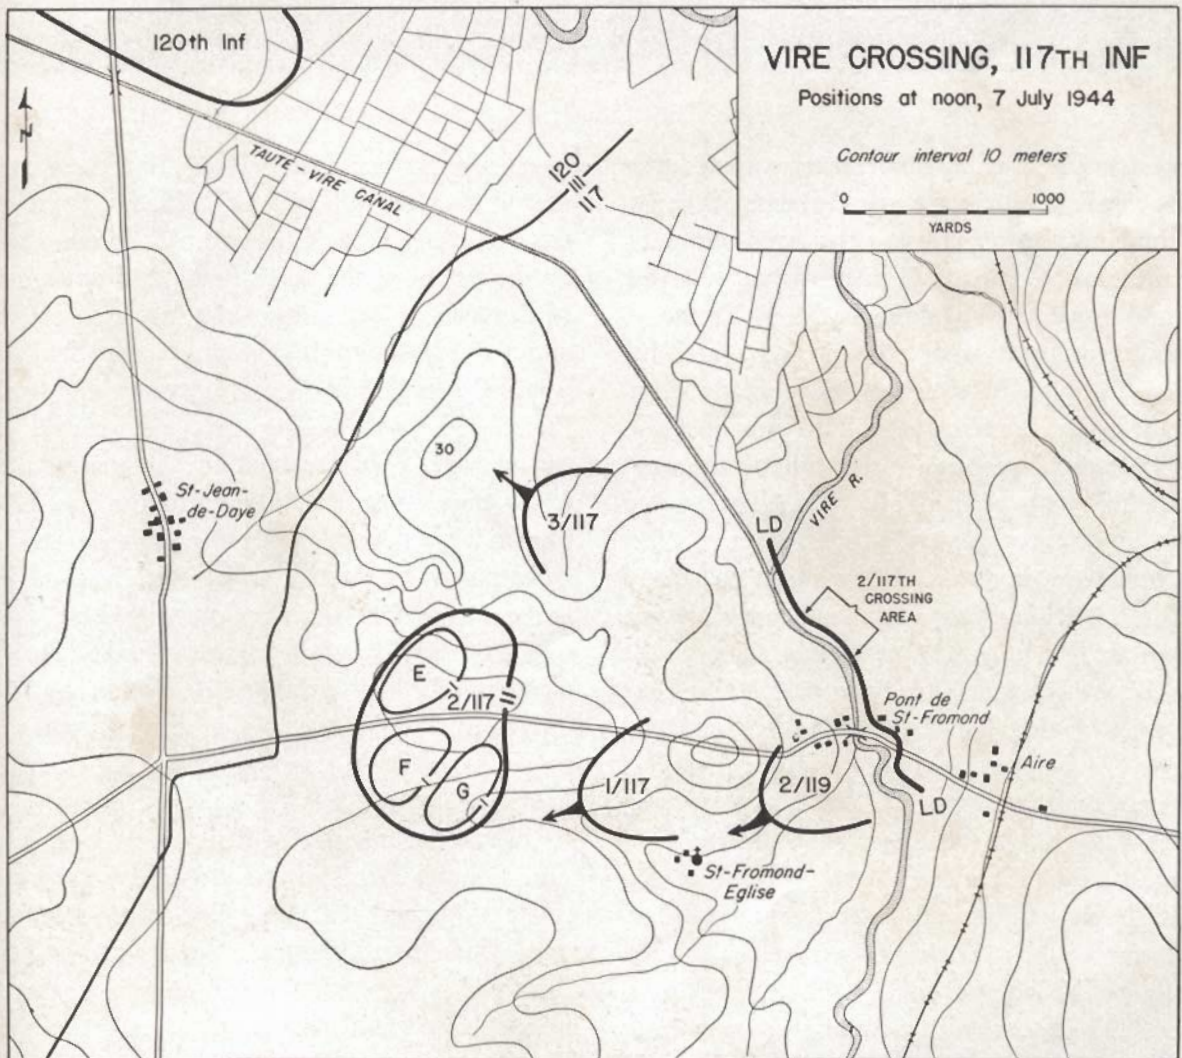 120th Inf
VIRE CROSSING, 117TH INF
Positions at noon, 7 July 1944
Contour interval 10 meters
0 1000
YARDS
N
TAUTE-VIRE CANAL
120
III
117
30
St-Jean-
de-Daye
3/117
VIRE R.
LD
2/117TH
CROSSING
AREA
E
2/117
II
Pont de
St-Fromond
F
G
1/117
2/119
Aire
LD
St-Fromond-
Eglise